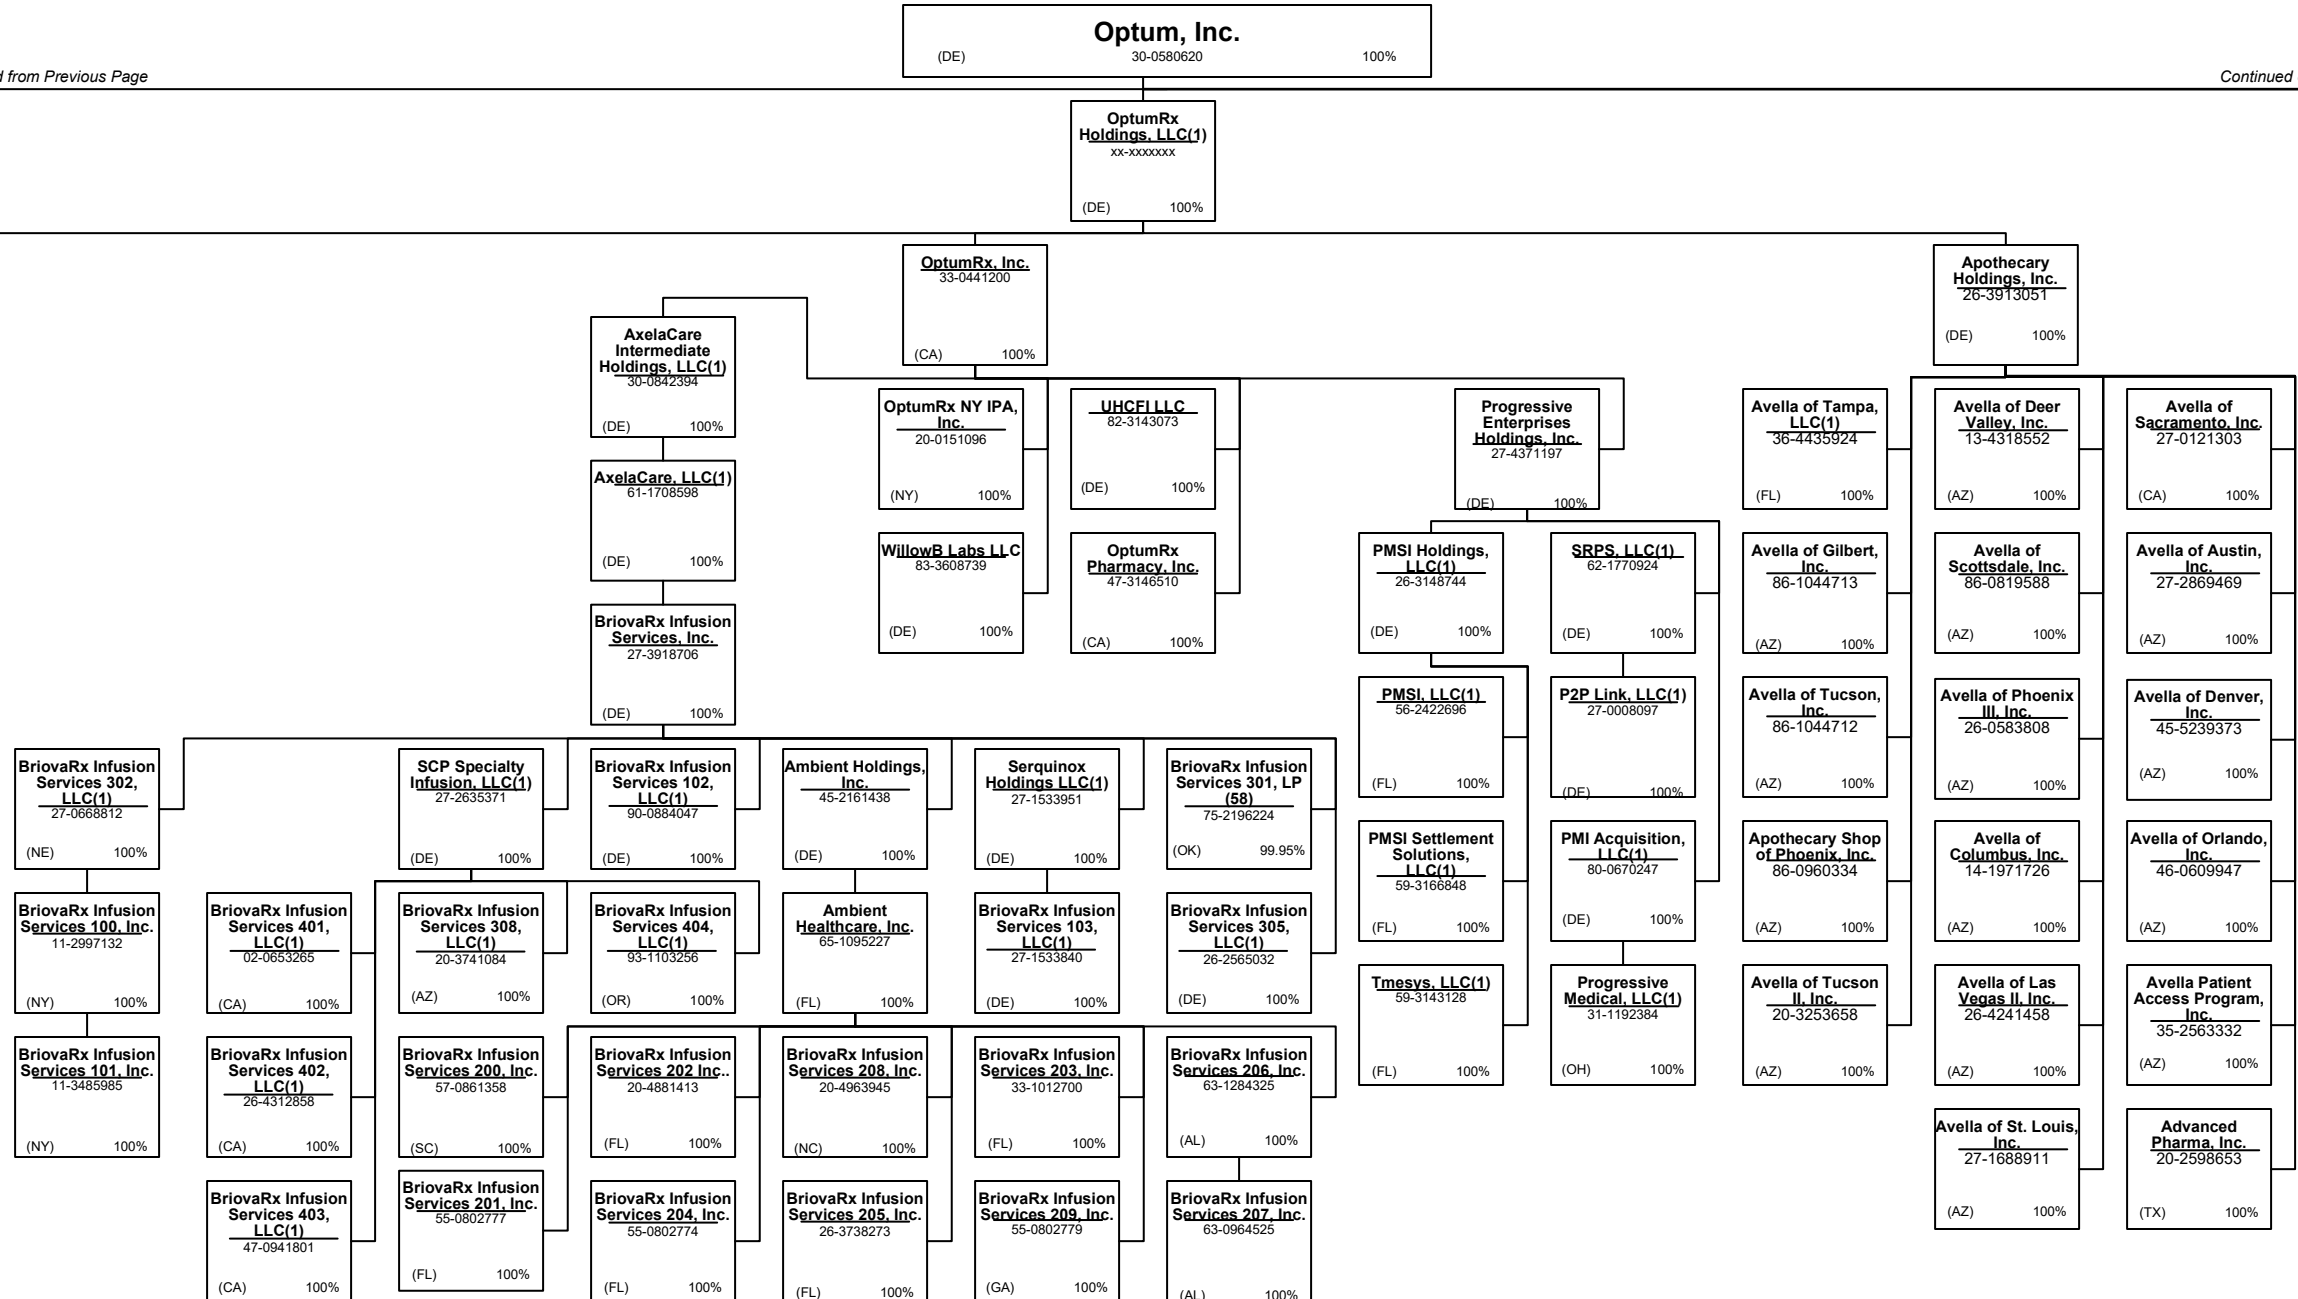 Optum, Inc.
(DE) 30-0580620 100%
d from Previous Page
Continued
OptumRx
Holdings, LLC(1)
xx-xxxxxxx
(DE) 100%
OptumRx, Inc.
33-0441200
(CA) 100%
Apothecary
Holdings, Inc.
26-3913051
(DE) 100%
AxelaCare
Intermediate
Holdings, LLC(1)
30-0842394
(DE) 100%
OptumRx NY IPA,
Inc.
20-0151096
(NY) 100%
UHCFI LLC
82-3143073
(DE) 100%
Progressive
Enterprises
Holdings, Inc.
27-4371197
(DE) 100%
Avella of Tampa,
LLC(1)
36-4435924
(FL) 100%
Avella of Deer
Valley, Inc.
13-4318552
(AZ) 100%
Avella of
Sacramento, Inc.
27-0121303
(CA) 100%
AxelaCare, LLC(1)
61-1708598
(DE) 100%
WillowB Labs LLC
83-3608739
(DE) 100%
OptumRx
Pharmacy, Inc.
47-3146510
(CA) 100%
PMSI Holdings,
LLC(1)
26-3148744
(DE) 100%
SRPS, LLC(1)
62-1770924
(DE) 100%
Avella of Gilbert,
Inc.
86-1044713
(AZ) 100%
Avella of
Scottsdale, Inc.
86-0819588
(AZ) 100%
Avella of Austin,
Inc.
27-2869469
(AZ) 100%
BriovaRx Infusion
Services, Inc.
27-3918706
(DE) 100%
PMSI, LLC(1)
56-2422696
(FL) 100%
P2P Link, LLC(1)
27-0008097
(DE) 100%
Avella of Tucson,
Inc.
86-1044712
(AZ) 100%
Avella of Phoenix
III, Inc.
26-0583808
(AZ) 100%
Avella of Denver,
Inc.
45-5239373
(AZ) 100%
BriovaRx Infusion
Services 302,
LLC(1)
27-0668812
(NE) 100%
SCP Specialty
Infusion, LLC(1)
27-2635371
(DE) 100%
BriovaRx Infusion
Services 102,
LLC(1)
90-0884047
(DE) 100%
Ambient Holdings,
Inc.
45-2161438
(DE) 100%
Serquinox
Holdings LLC(1)
27-1533951
(DE) 100%
BriovaRx Infusion
Services 301, LP
(58)
75-2196224
(OK) 99.95%
PMSI Settlement
Solutions,
LLC(1)
59-3166848
(FL) 100%
PMI Acquisition,
LLC(1)
80-0670247
(DE) 100%
Apothecary Shop
of Phoenix, Inc.
86-0960334
(AZ) 100%
Avella of
Columbus, Inc.
14-1971726
(AZ) 100%
Avella of Orlando,
Inc.
46-0609947
(AZ) 100%
BriovaRx Infusion
Services 100, Inc.
11-2997132
(NY) 100%
BriovaRx Infusion
Services 401,
LLC(1)
02-0653265
(CA) 100%
BriovaRx Infusion
Services 308,
LLC(1)
20-3741084
(AZ) 100%
BriovaRx Infusion
Services 404,
LLC(1)
93-1103256
(OR) 100%
Ambient
Healthcare, Inc.
65-1095227
(FL) 100%
BriovaRx Infusion
Services 103,
LLC(1)
27-1533840
(DE) 100%
BriovaRx Infusion
Services 305,
LLC(1)
26-2565032
(DE) 100%
Tmesys, LLC(1)
59-3143128
(FL) 100%
Progressive
Medical, LLC(1)
31-1192384
(OH) 100%
Avella of Tucson
II, Inc.
20-3253658
(AZ) 100%
Avella of Las
Vegas II, Inc.
26-4241458
(AZ) 100%
Avella Patient
Access Program,
Inc.
35-2563332
(AZ) 100%
BriovaRx Infusion
Services 101, Inc.
11-3485985
(NY) 100%
BriovaRx Infusion
Services 402,
LLC(1)
26-4312858
(CA) 100%
BriovaRx Infusion
Services 200, Inc.
57-0861358
(SC) 100%
BriovaRx Infusion
Services 202 Inc..
20-4881413
(FL) 100%
BriovaRx Infusion
Services 208, Inc.
20-4963945
(NC) 100%
BriovaRx Infusion
Services 203, Inc.
33-1012700
(FL) 100%
BriovaRx Infusion
Services 206, Inc.
63-1284325
(AL) 100%
Avella of St. Louis,
Inc.
27-1688911
(AZ) 100%
Advanced
Pharma, Inc.
20-2598653
(TX) 100%
BriovaRx Infusion
Services 403,
LLC(1)
47-0941801
(CA) 100%
BriovaRx Infusion
Services 201, Inc.
55-0802777
(FL) 100%
BriovaRx Infusion
Services 204, Inc.
55-0802774
(FL) 100%
BriovaRx Infusion
Services 205, Inc.
26-3738273
(FL) 100%
BriovaRx Infusion
Services 209, Inc.
55-0802779
(GA) 100%
BriovaRx Infusion
Services 207, Inc.
63-0964525
(AL) 100%